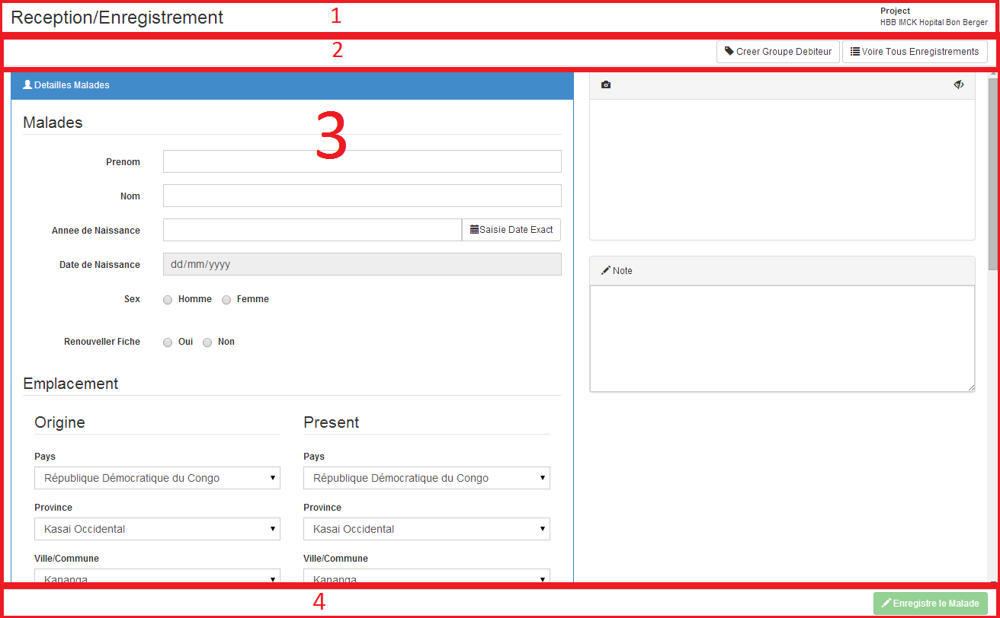 Reception/Enregistrement
1
Project
HBB IMCK Hopital Bon Berger
2
Creer Groupe Debiteur
Voire Tous Enregistrements
Detailles Malades
3
Malades
Prenom
Nom
Annee de Naissance
Saisie Date Exact
Date de Naissance
dd/mm/yyyy
Sex
Homme
Femme
Renouveller Fiche
Oui
Non
Note
Emplacement
Origine
Pays
République Démocratique du Congo
Province
Kasai Occidental
Ville/Commune
Kananga
Present
Pays
République Démocratique du Congo
Province
Kasai Occidental
Ville/Commune
Kananga
4
Enregistre le Malade